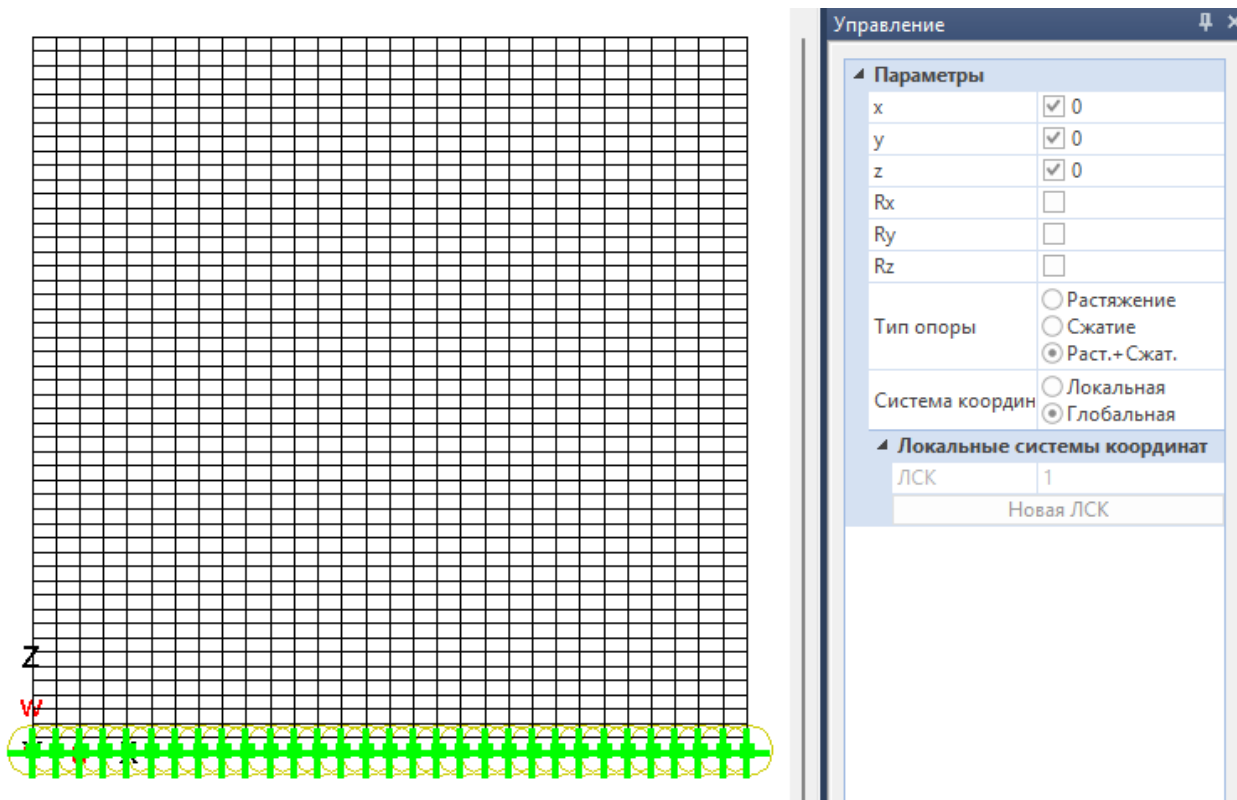 Управление
Параметры
x 0
y 0
z 0
Rx
Ry
Rz
Тип опоры
Растяжение
Сжатие
Раст.+Сжат.
Система координ
Локальная
Глобальная
Локальные системы координат
ЛСК 1
Новая ЛСК
Z
W
X